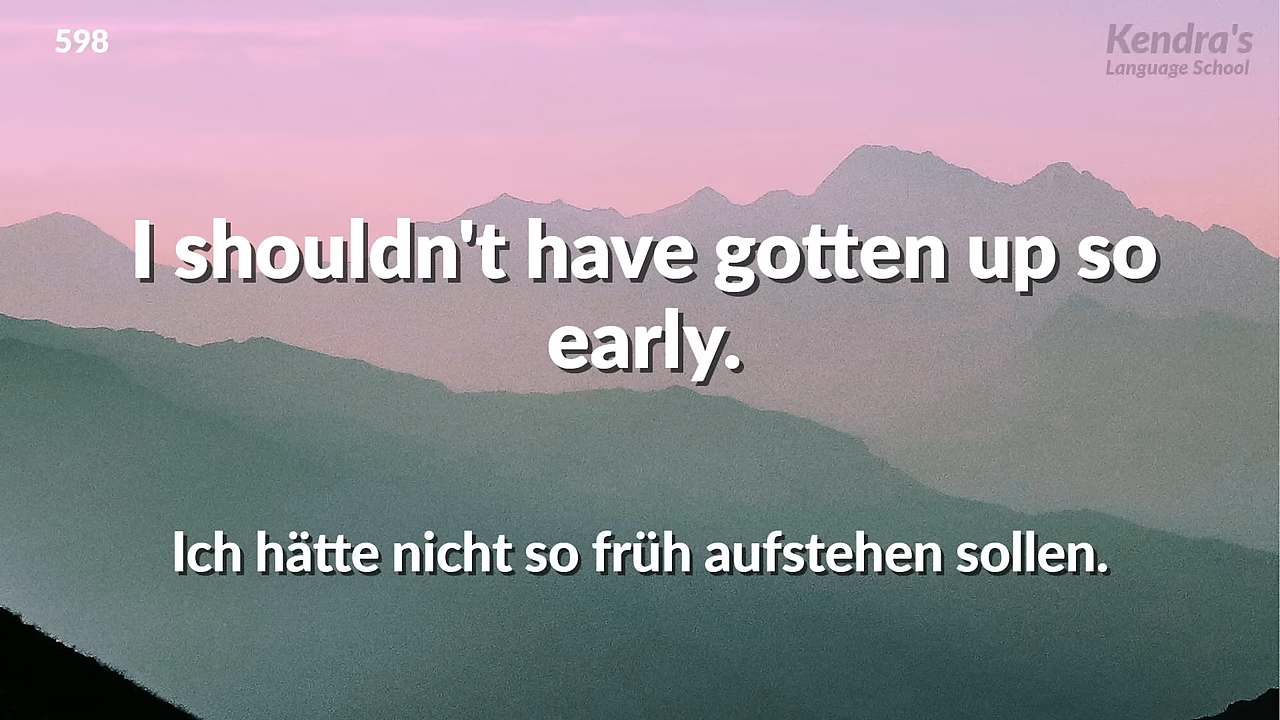 598
Kendra's
Language School
I shouldn't have gotten up so
early.
Ich hätte nicht so früh aufstehen sollen.